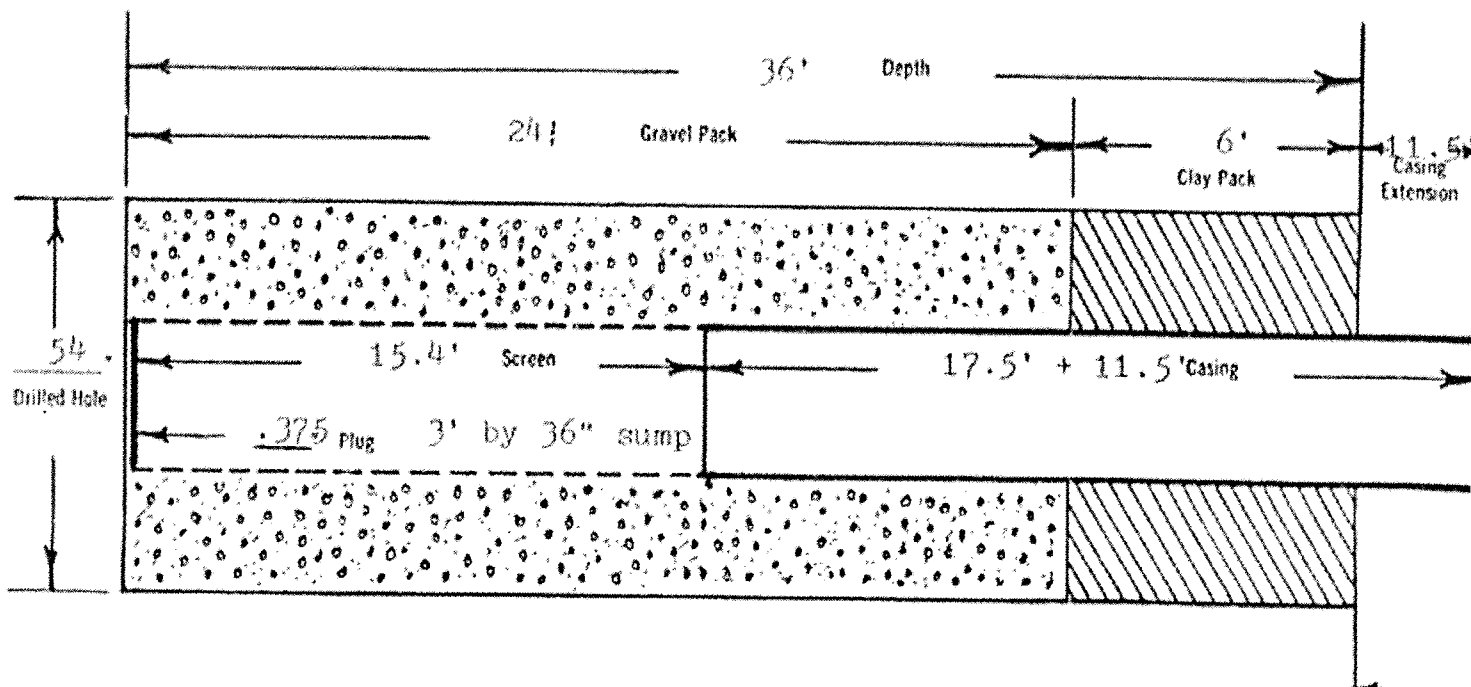 36' Depth
24' Gravel Pack
6'
Clay Pack
11.5'
Casing
Extension
54.
Drilled Hole
15.4' Screen
17.5' + 11.5' Casing
.375 Plug 3' by 36" sump